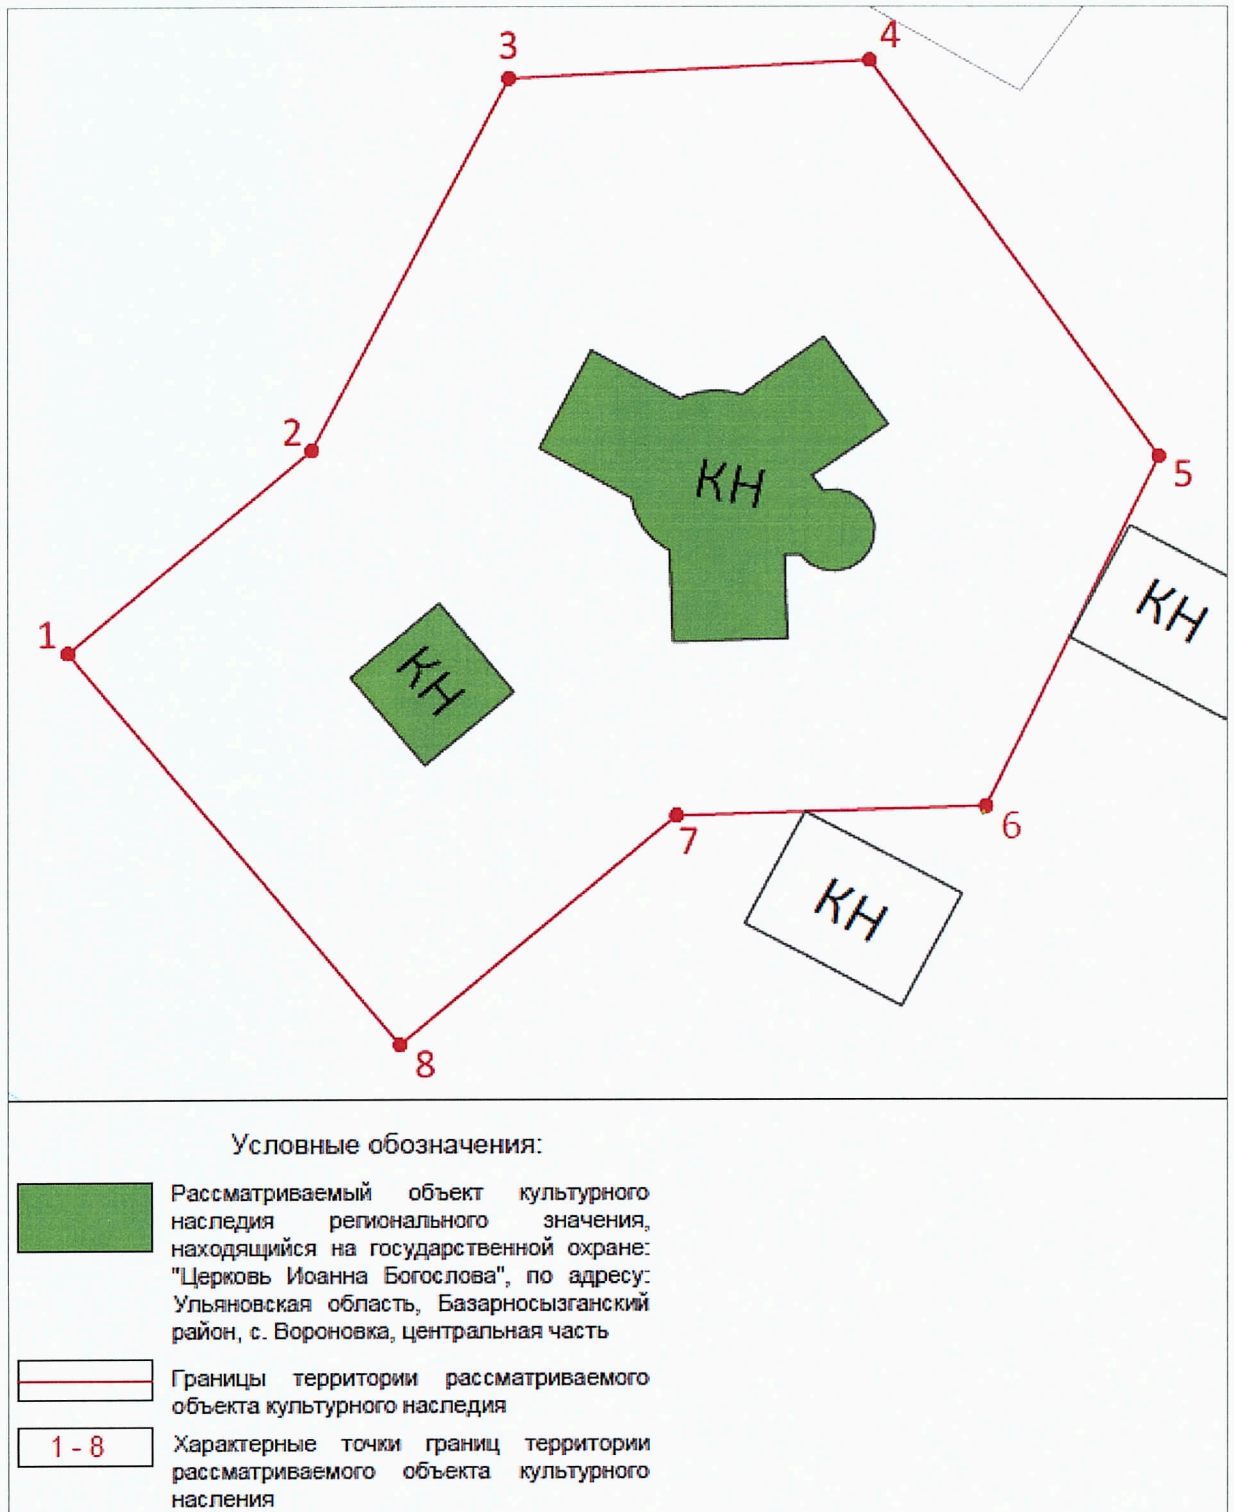 3
4
2
5
КН
КН
1
КН
6
7
КН
8
Условные обозначения:
Рассматриваемый объект культурного
наследия регионального значения,
находящийся на государственной охране:
"Церковь Иоанна Богослова", по адресу:
Ульяновская область, Базарносызганский
район, с. Вороновка, центральная часть
Границы территории рассматриваемого
объекта культурного наследия
1 - 8
Характерные точки границ территории
рассматриваемого объекта культурного
насления